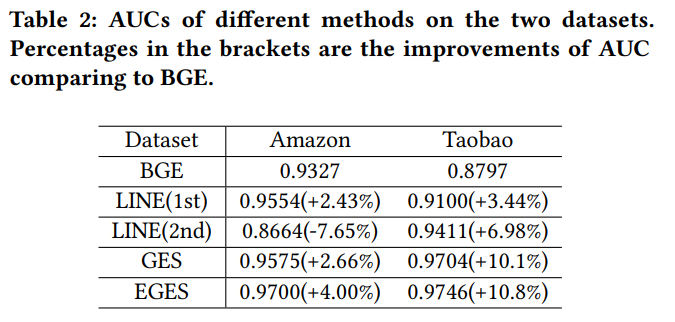 Table 2: AUCs of different methods on the two datasets.
Percentages in the brackets are the improvements of AUC
comparing to BGE.
Dataset Amazon Taobao
BGE 0.9327 0.8797
LINE(1st) 0.9554(+2.43%) 0.9100(+3.44%)
LINE(2nd) 0.8664(-7.65%) 0.9411(+6.98%)
GES 0.9575(+2.66%) 0.9704(+10.1%)
EGES 0.9700(+4.00%) 0.9746(+10.8%)